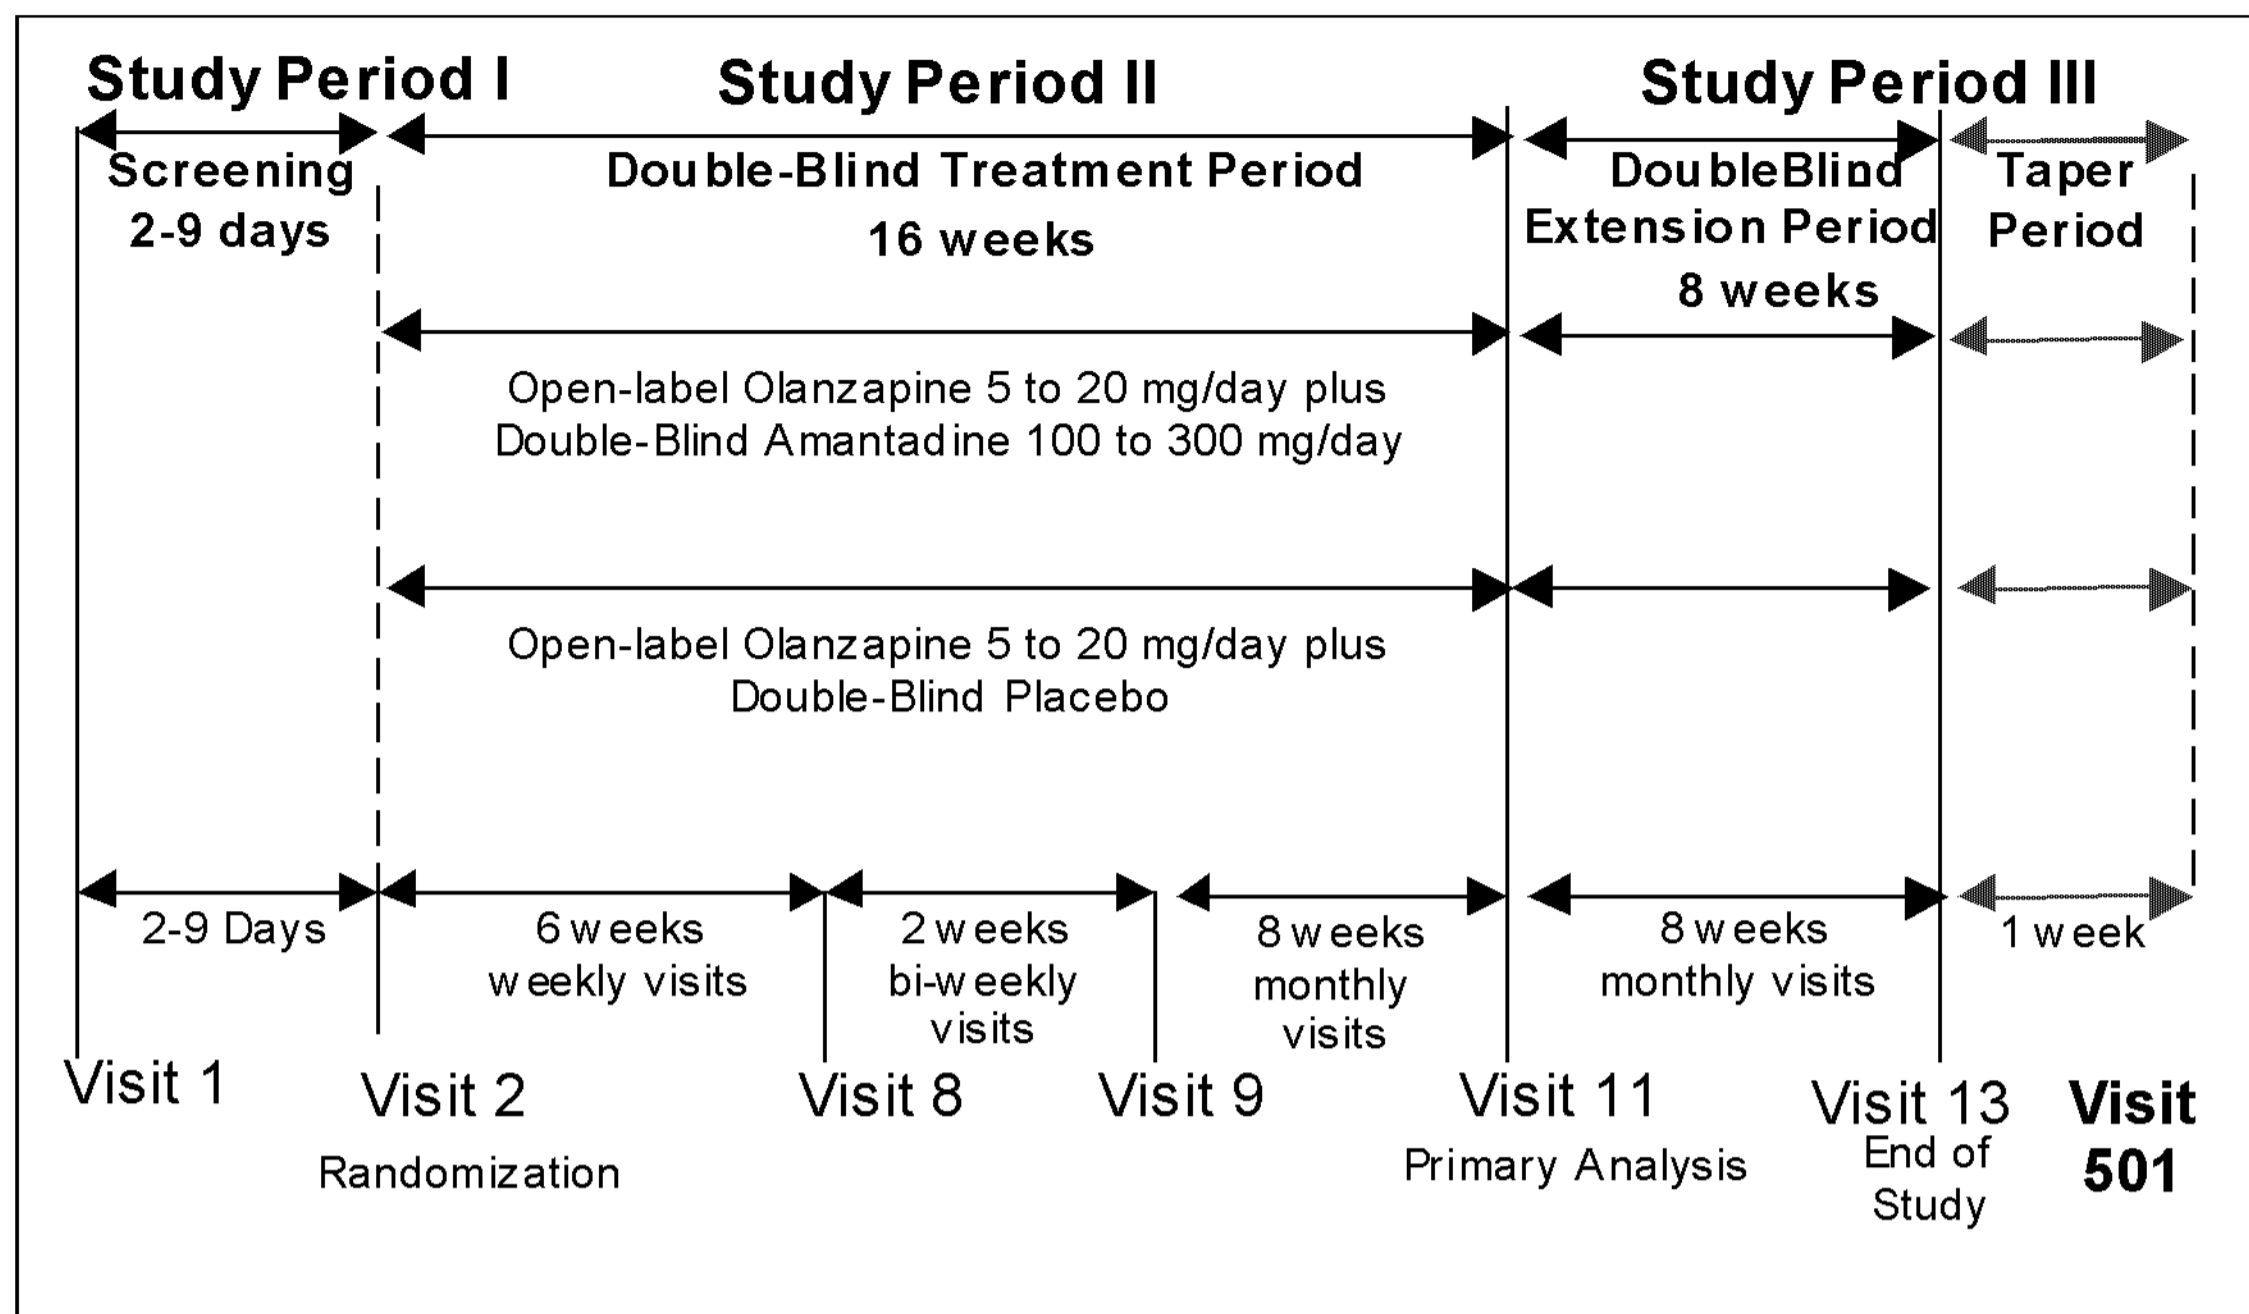 Study Period I
Study Period II
Study Period III
Screening
2-9 days
Double-Blind Treatment Period
16 weeks
DoubleBlind
Extension Period
8 weeks
Taper
Period
Open-label Olanzapine 5 to 20 mg/day plus
Double-Blind Amantadine 100 to 300 mg/day
Open-label Olanzapine 5 to 20 mg/day plus
Double-Blind Placebo
2-9 Days
6 weeks
weekly visits
2 weeks
bi-weekly
visits
8 weeks
monthly
visits
8 weeks
monthly visits
1 week
Visit 1
Visit 2
Randomization
Visit 8
Visit 9
Visit 11
Primary Analysis
Visit 13
End of
Study
Visit
501